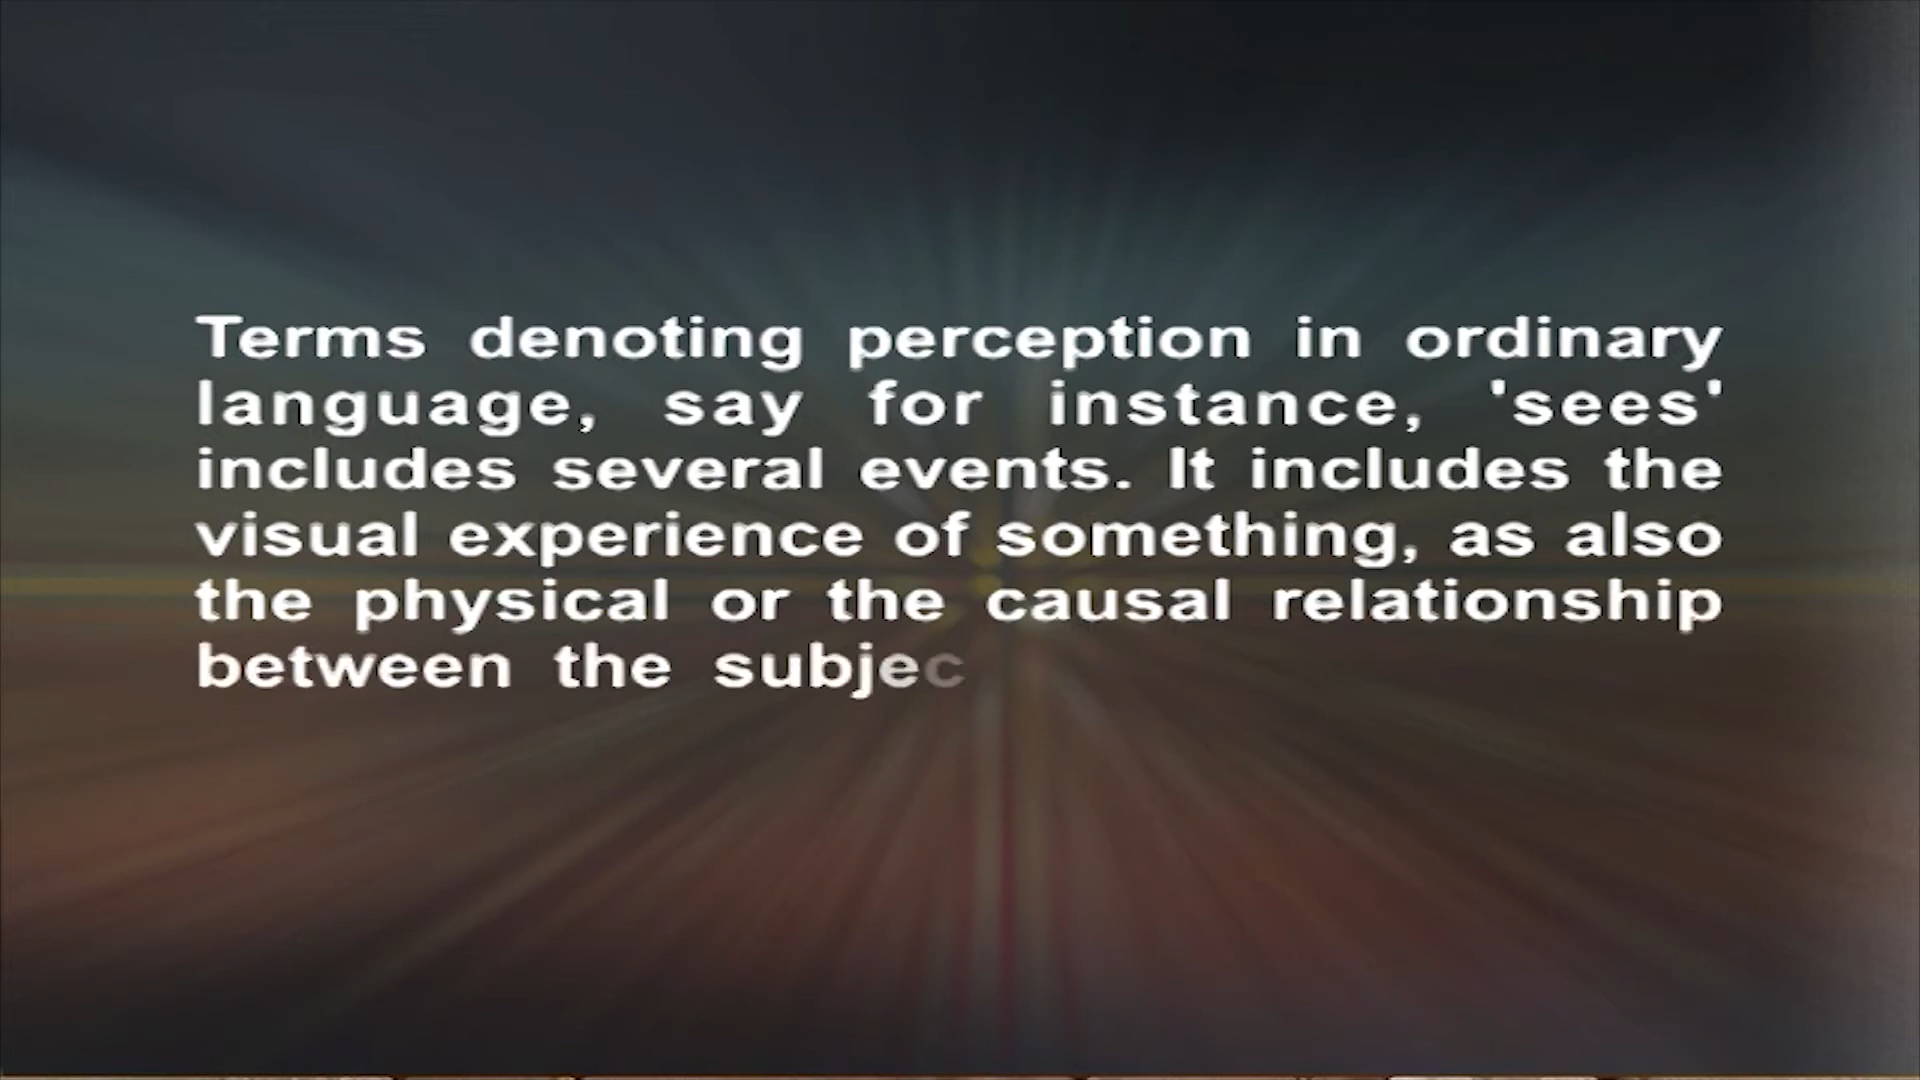 Terms denoting perception in ordinary
language, say for instance, 'sees'
includes several events. It includes the
visual experience of something, as also
the physical or the causal relationship
between the subjec